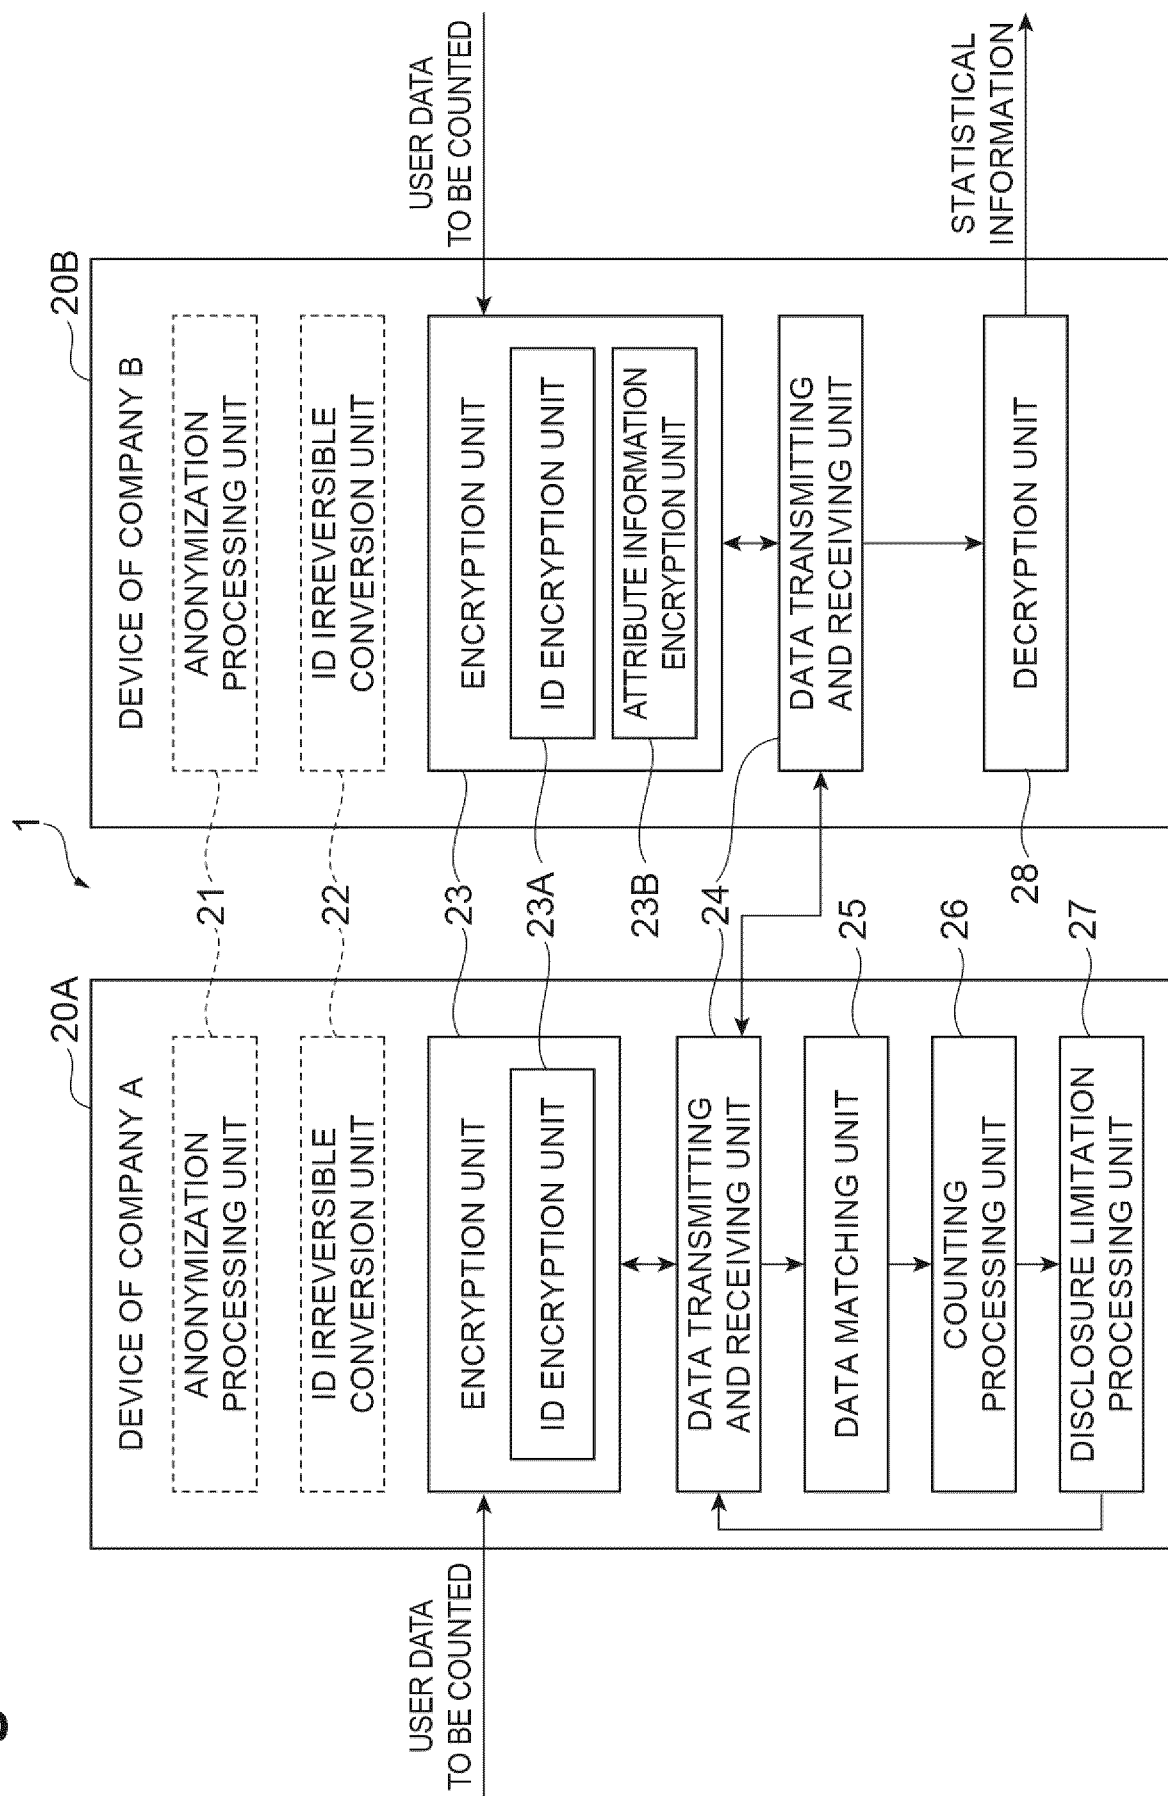 1
20A
DEVICE OF COMPANY A
ANONYMIZATION
PROCESSING UNIT
ID IRREVERSIBLE
CONVERSION UNIT
ENCRYPTION UNIT
ID ENCRYPTION UNIT
DATA TRANSMITTING
AND RECEIVING UNIT
DATA MATCHING UNIT
COUNTING
PROCESSING UNIT
DISCLOSURE LIMITATION
PROCESSING UNIT
USER DATA
TO BE COUNTED
21
22
23
23A
23B
24
25
26
27
28
20B
DEVICE OF COMPANY B
ANONYMIZATION
PROCESSING UNIT
ID IRREVERSIBLE
CONVERSION UNIT
ENCRYPTION UNIT
ID ENCRYPTION UNIT
ATTRIBUTE INFORMATION
ENCRYPTION UNIT
DATA TRANSMITTING
AND RECEIVING UNIT
DECRYPTION UNIT
USER DATA
TO BE COUNTED
STATISTICAL
INFORMATION